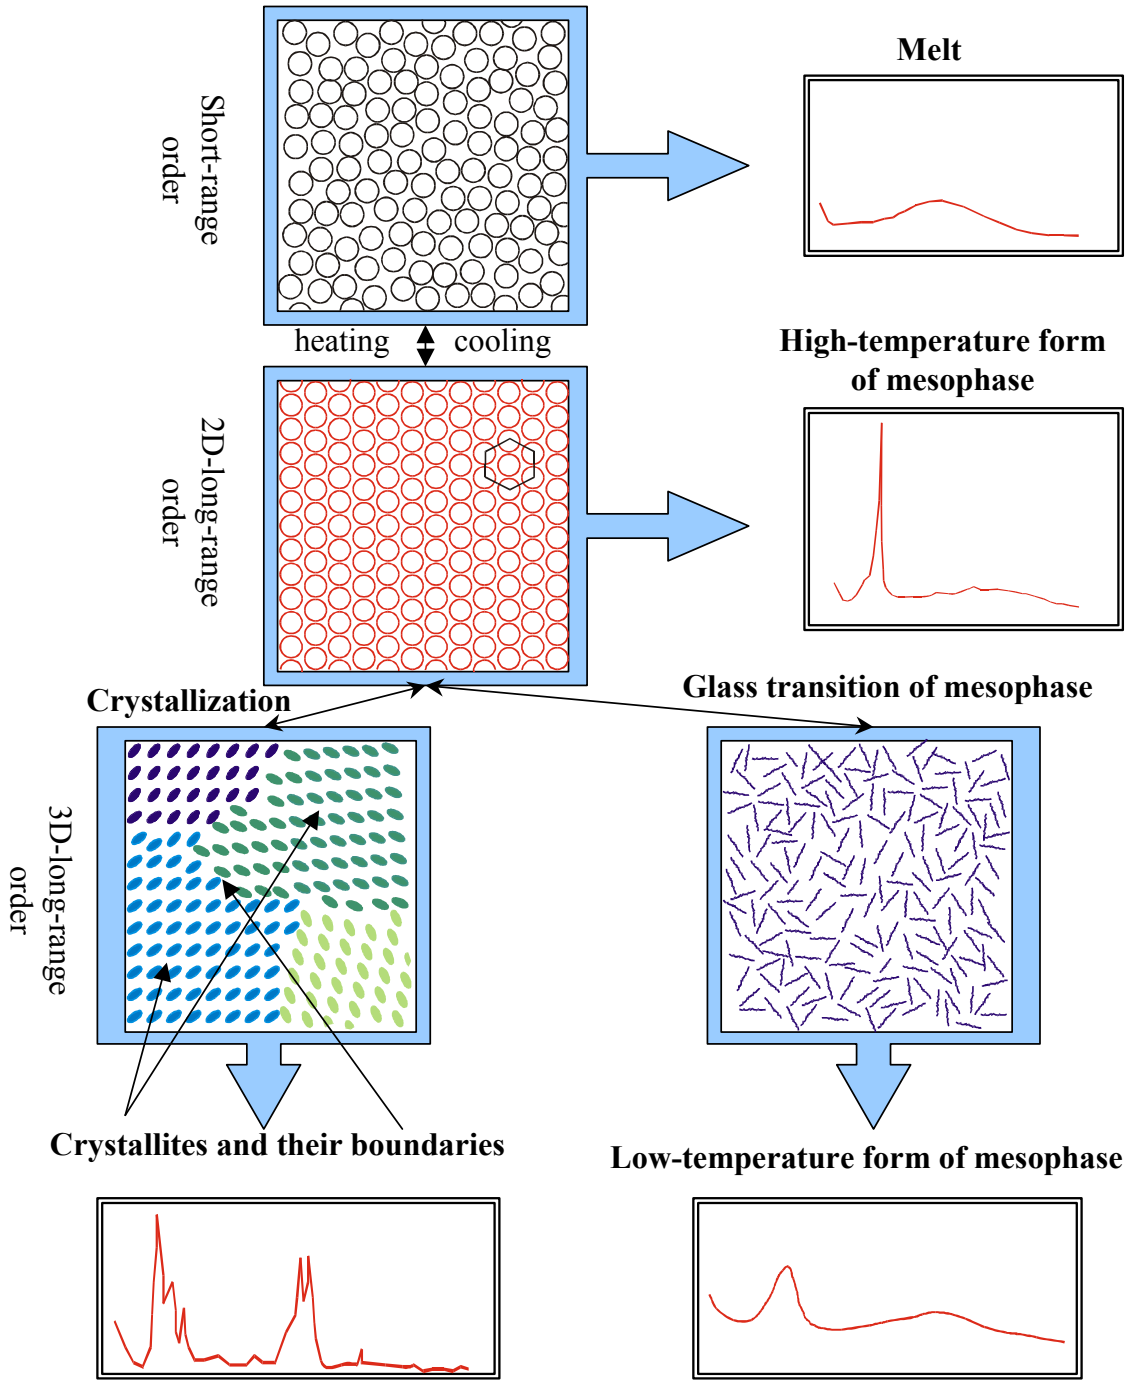 Melt
Short-range
order
heating
cooling
High-temperature form
of mesophase
2D-long-range
order
Crystallization
Glass transition of mesophase
3D-long-range
order
Crystallites and their boundaries
Low-temperature form of mesophase